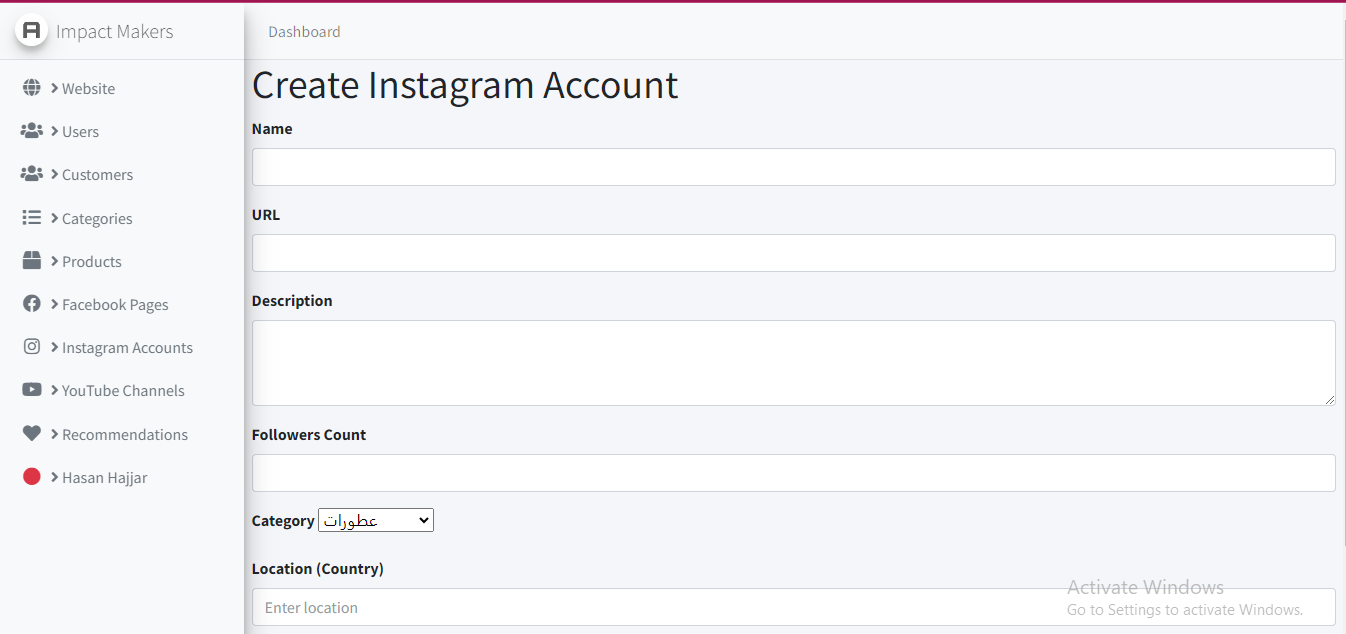 Impact Makers
Dashboard
Website
Users
Customers
Categories
Products
Facebook Pages
Instagram Accounts
YouTube Channels
Recommendations
Hasan Hajjar
Create Instagram Account
Name
URL
Description
Followers Count
Category عطورات
Location (Country)
Enter location
Activate Windows
Go to Settings to activate Windows.